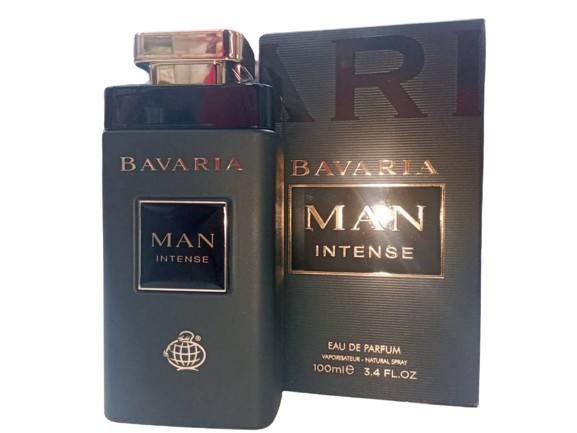 BAVARIA
MAN
INTENSE
®
ARI
BAVARIA
MAN
INTENSE
EAU DE PARFUM
VAPORISATEUR - NATURAL SPRAY
100ml℮ 3.4 FL.OZ